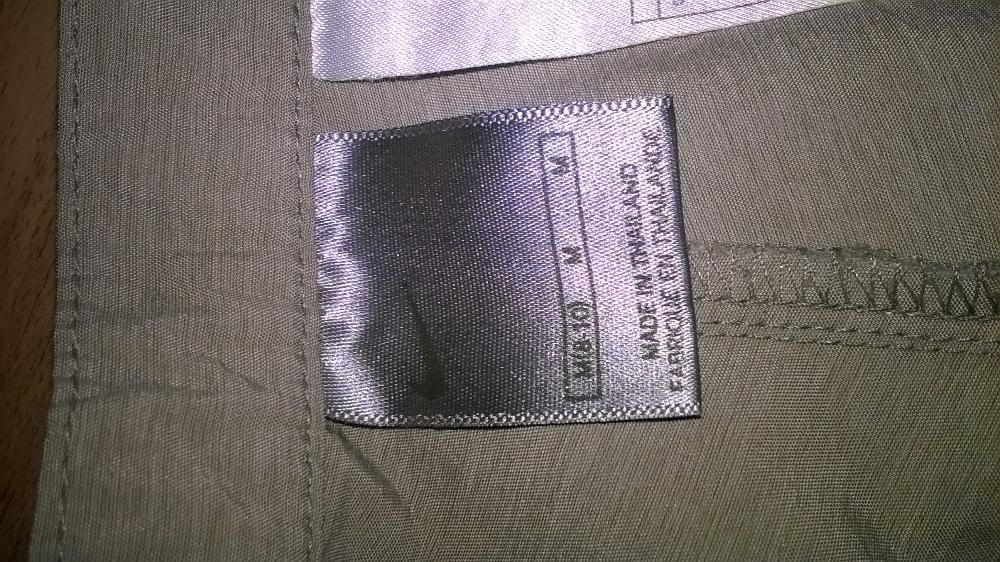 M(8-10) M M
MADE IN THAILAND
FABRIQUE EN THAILANDE